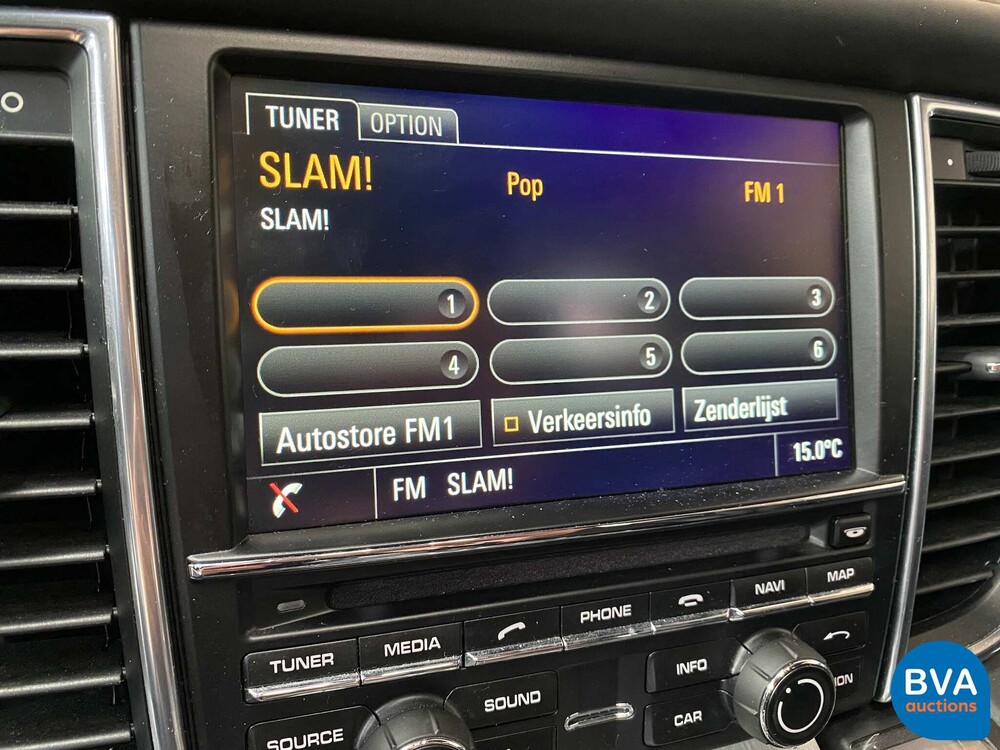 TUNER OPTION
SLAM! Pop FM 1
SLAM!
1 2 3
4 5 6
Autostore FM1 Verkeersinfo Zenderlijst
15.0°C
FM SLAM!
TUNER MEDIA PHONE NAVI MAP
SOUND INFO
SOURCE CAR
BVA
auctions